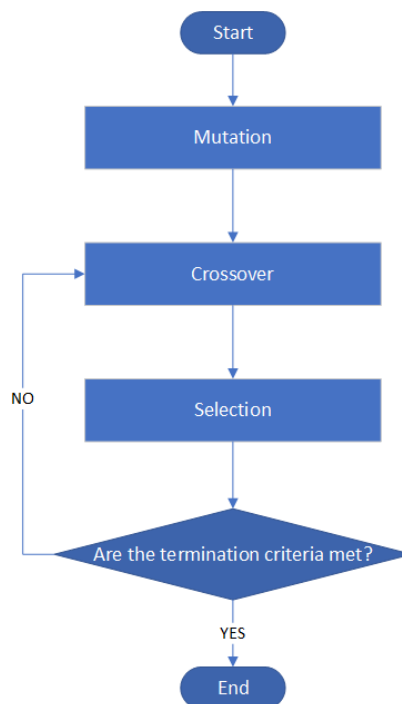 Start
Mutation
Crossover
Selection
NO
Are the termination criteria met?
YES
End